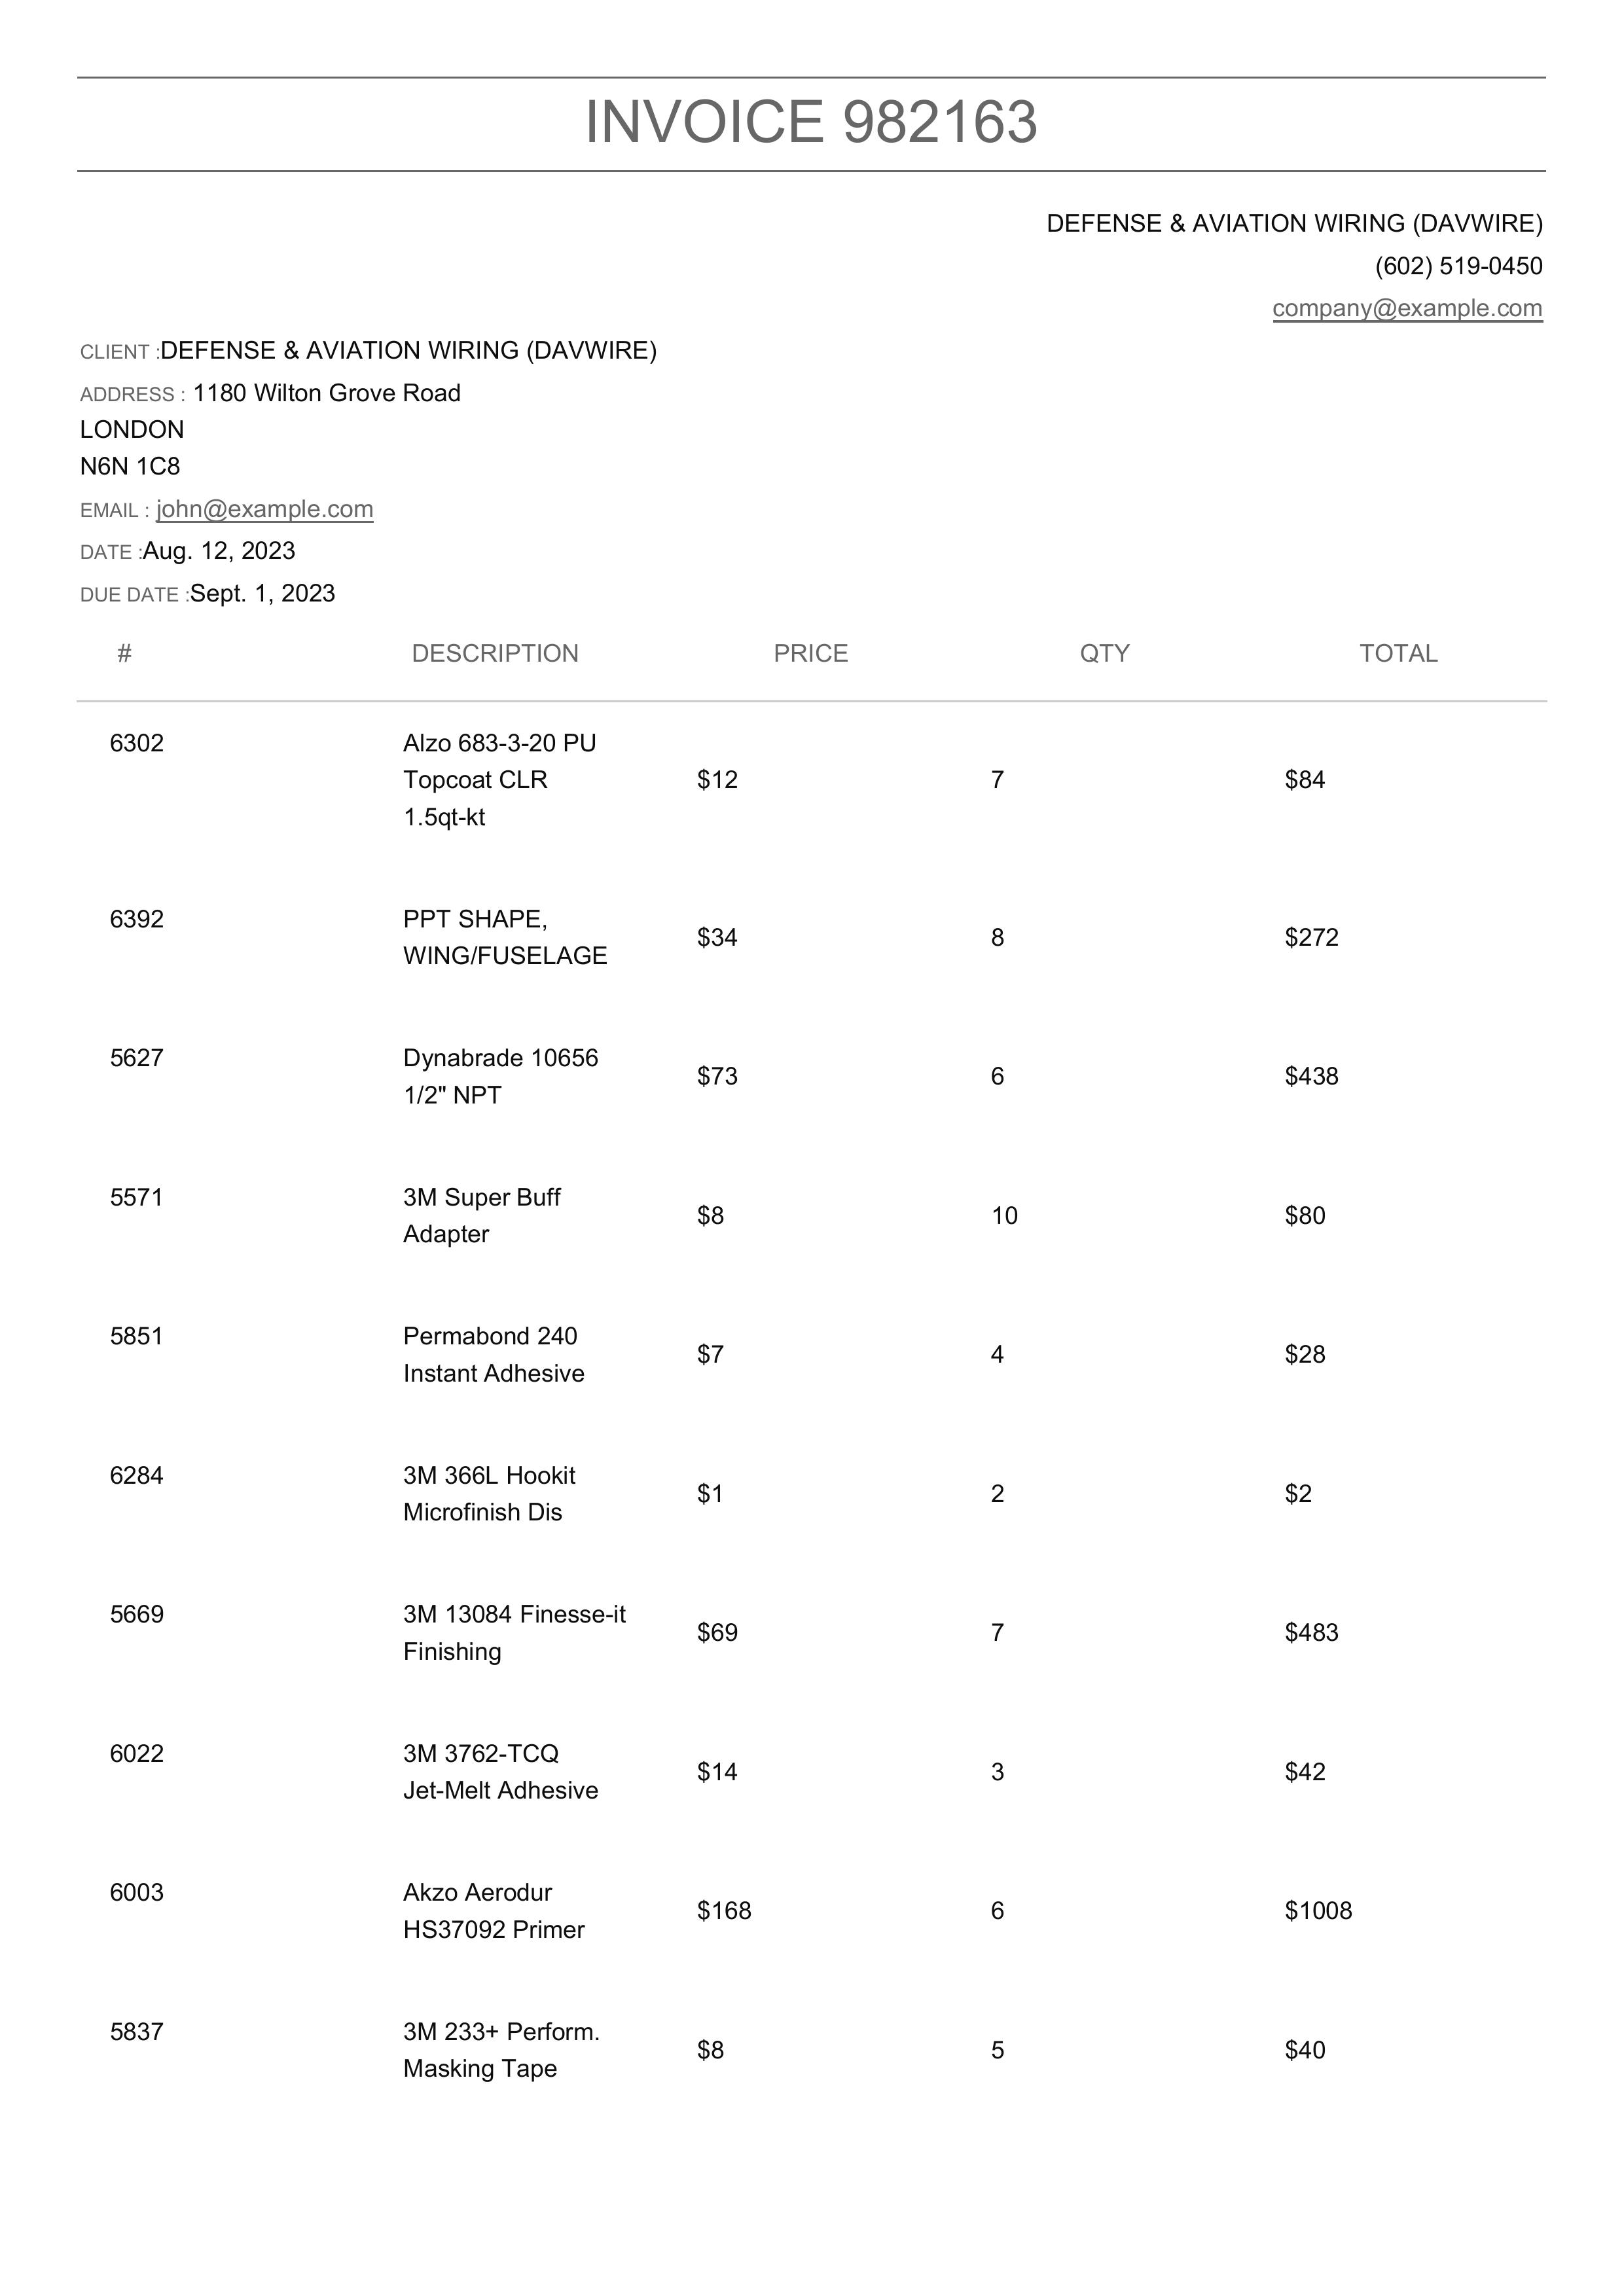 INVOICE 982163
DEFENSE & AVIATION WIRING (DAVWIRE)
(602) 519-0450
company@example.com
CLIENT :DEFENSE & AVIATION WIRING (DAVWIRE)
ADDRESS : 1180 Wilton Grove Road
LONDON
N6N 1C8
EMAIL : john@example.com
DATE :Aug. 12, 2023
DUE DATE :Sept. 1, 2023
# DESCRIPTION PRICE QTY TOTAL
6302 Alzo 683-3-20 PU
Topcoat CLR $12 7 $84
1.5qt-kt
6392 PPT SHAPE,
WING/FUSELAGE $34 8 $272
5627 Dynabrade 10656
1/2" NPT $73 6 $438
5571 3M Super Buff
Adapter $8 10 $80
5851 Permabond 240
Instant Adhesive $7 4 $28
6284 3M 366L Hookit
Microfinish Dis $1 2 $2
5669 3M 13084 Finesse-it
Finishing $69 7 $483
6022 3M 3762-TCQ
Jet-Melt Adhesive $14 3 $42
6003 Akzo Aerodur
HS37092 Primer $168 6 $1008
5837 3M 233+ Perform.
Masking Tape $8 5 $40